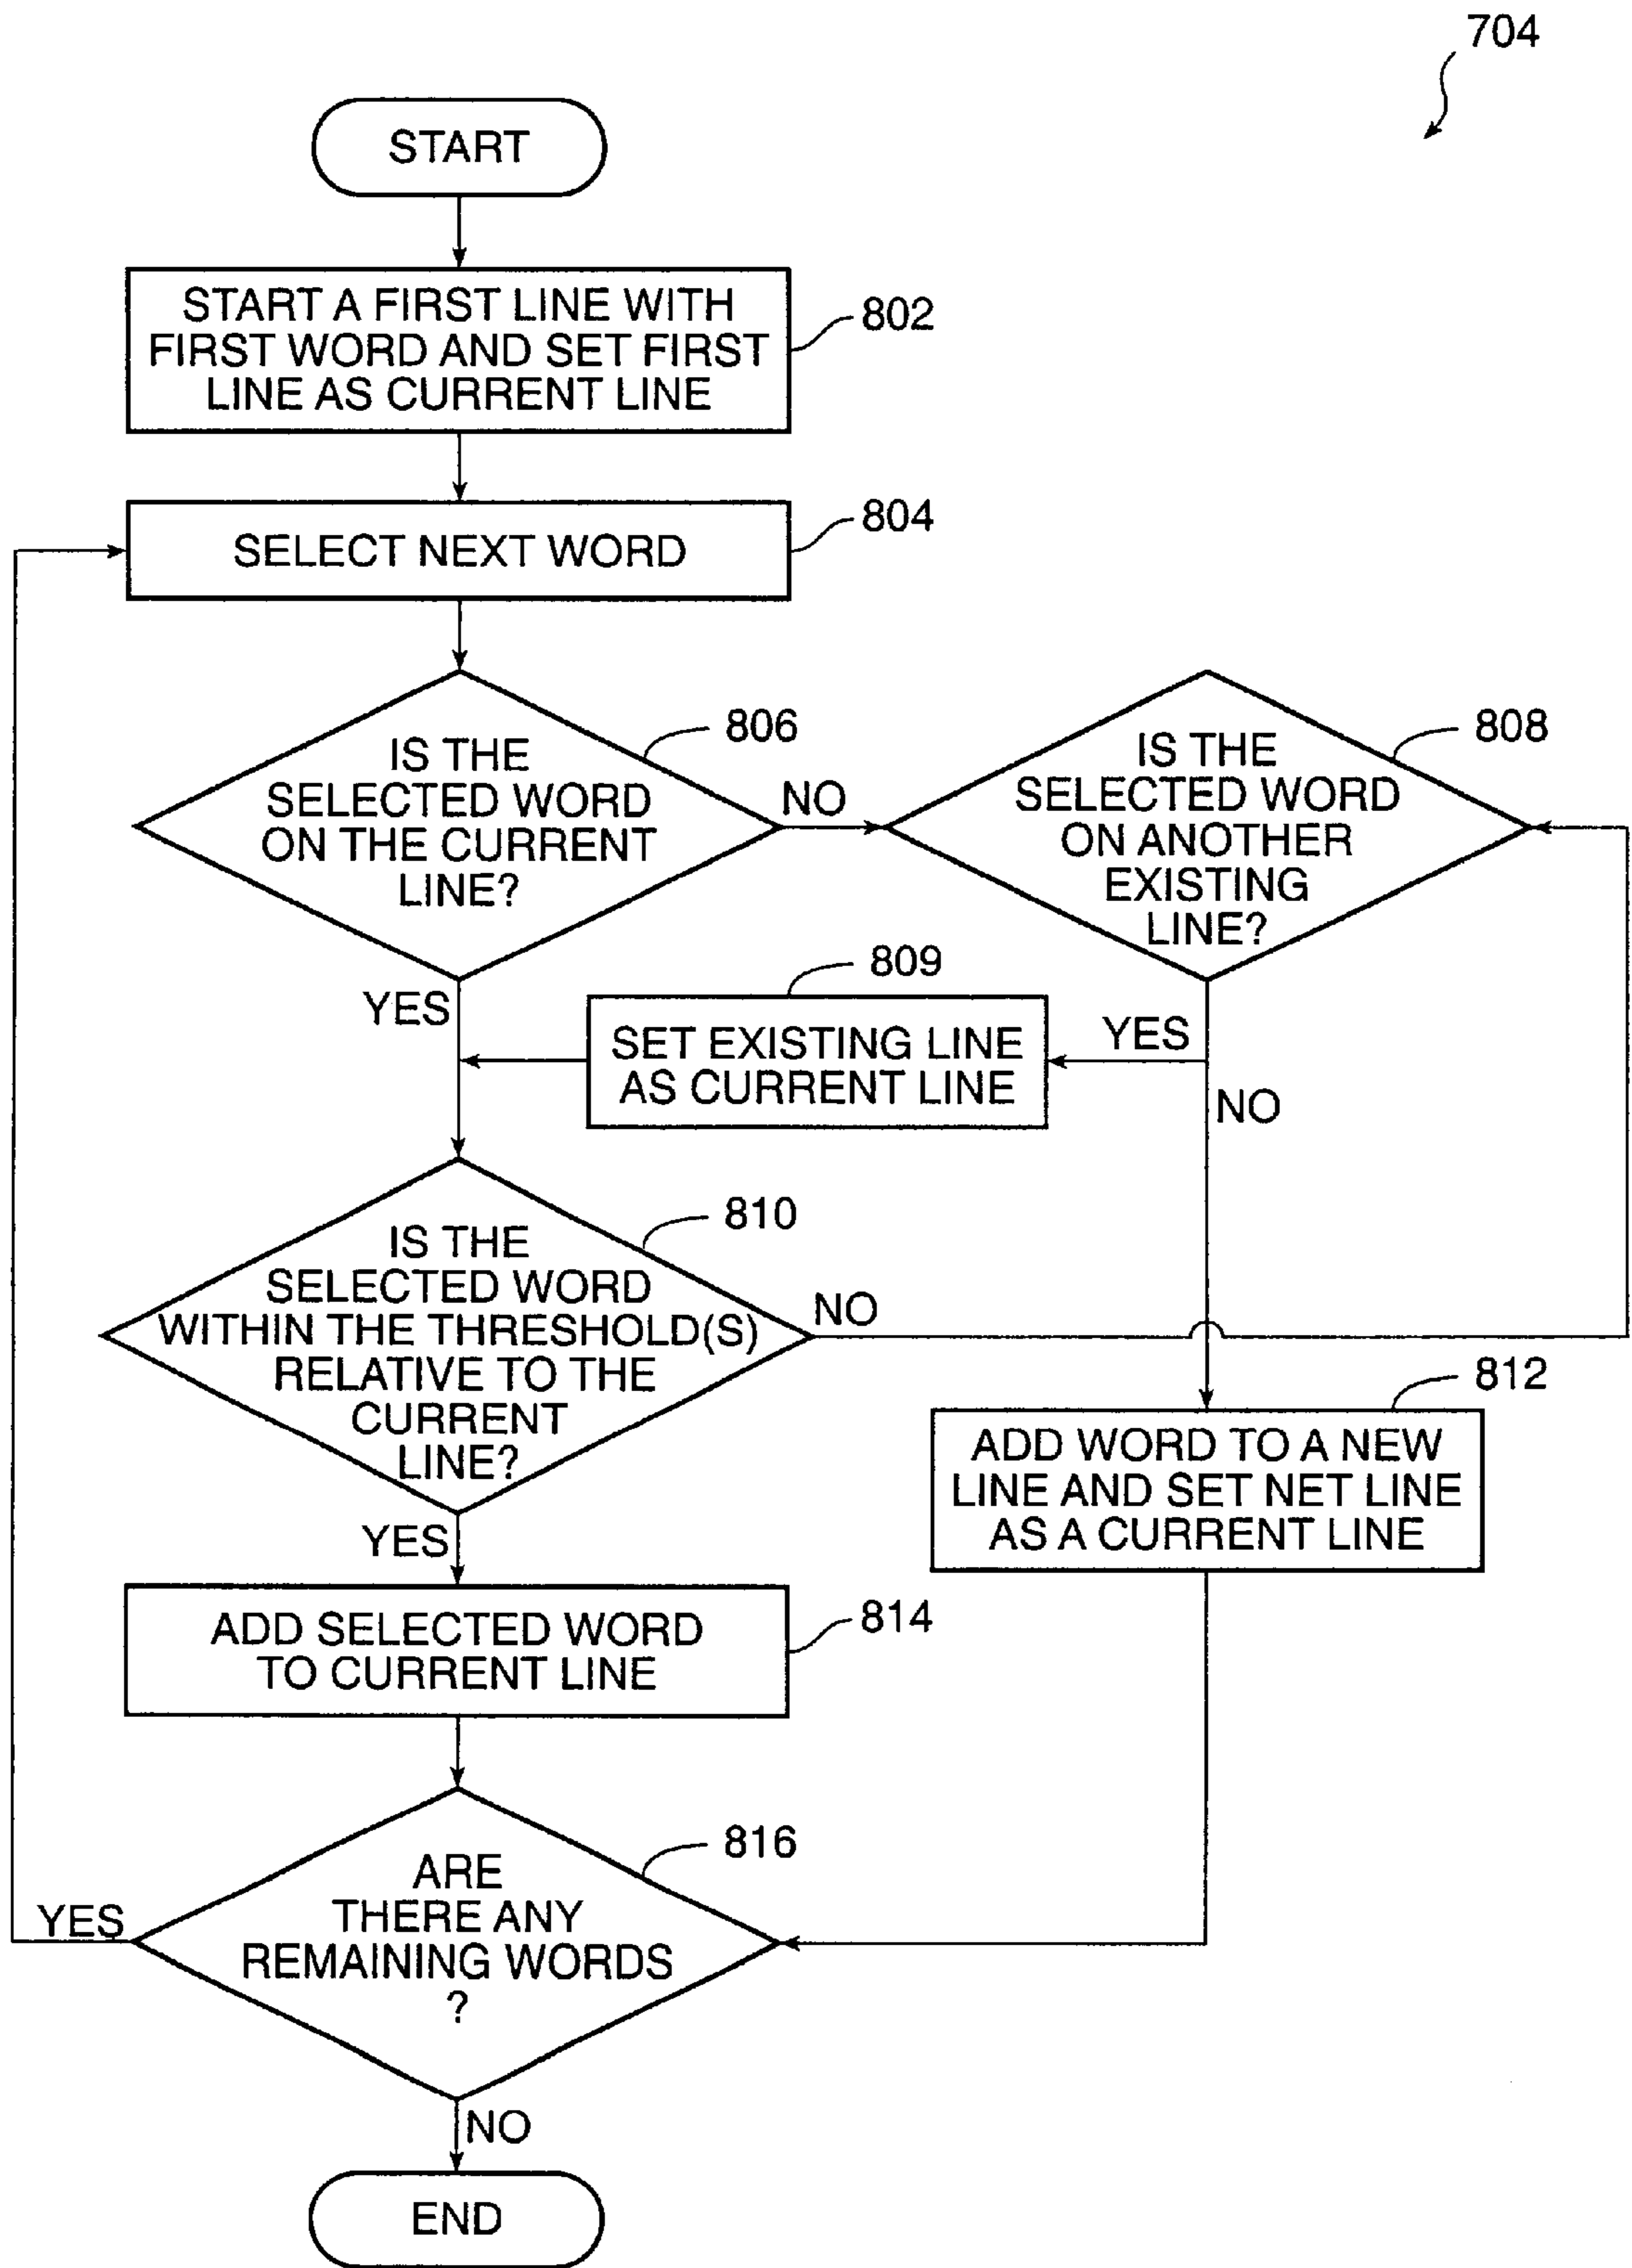 704
START
START A FIRST LINE WITH
FIRST WORD AND SET FIRST
LINE AS CURRENT LINE
802
SELECT NEXT WORD
804
IS THE
SELECTED WORD
ON THE CURRENT
LINE?
806
NO
IS THE
SELECTED WORD
ON ANOTHER
EXISTING
LINE?
808
YES
809
SET EXISTING LINE
AS CURRENT LINE
YES
NO
IS THE
SELECTED WORD
WITHIN THE THRESHOLD(S)
RELATIVE TO THE
CURRENT
LINE?
810
NO
812
ADD WORD TO A NEW
LINE AND SET NET LINE
AS A CURRENT LINE
YES
ADD SELECTED WORD
TO CURRENT LINE
814
ARE
THERE ANY
REMAINING WORDS
?
816
YES
NO
END